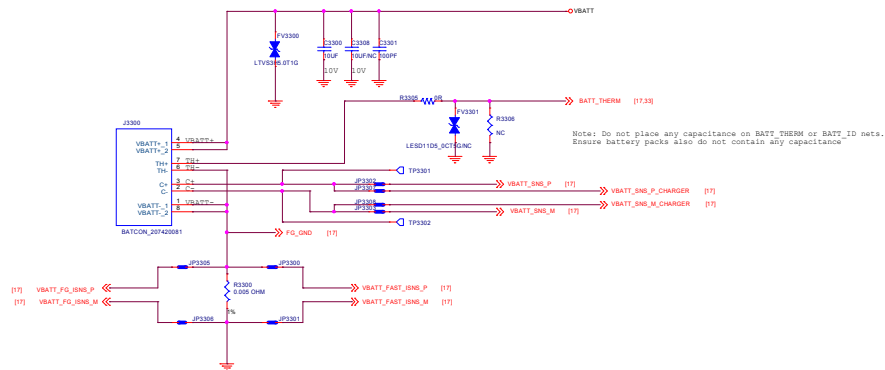 VBATT
FV3300
LTVS3I85.0T1G
C3300
10UF
10V
C3308
10UF/NC
10V
C3301
100PF
R3305 0R
BATT_THERM [17,33]
FV3301
LESD11D5_0CT5G/NC
R3306
NC
Note: Do not place any capacitance on BATT_THERM or BATT_ID nets.
Ensure battery packs also do not contain any capacitance
J3300
VBATT+_1 4 VBATT+
VBATT+_2 5
TH+ 7 TH+
TH- 6 TH-
C+ 3 C+
C- 2 C-
VBATT-_1 1 VBATT-
VBATT-_2 8
BATCON_207420081
TP3301
JP3302 VBATT_SNS_P [17]
JP3307 VBATT_SNS_P_CHARGER [17]
JP3308 VBATT_SNS_M_CHARGER [17]
JP3303 VBATT_SNS_M [17]
TP3302
FG_GND [17]
JP3305
JP3300
[17] VBATT_FG_ISNS_P
R3300
0.005 OHM
1%
VBATT_FAST_ISNS_P [17]
[17] VBATT_FG_ISNS_M
VBATT_FAST_ISNS_M [17]
JP3306
JP3301